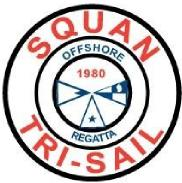 SQUAN
OFFSHORE
1980
REGATTA
TRI-SAIL